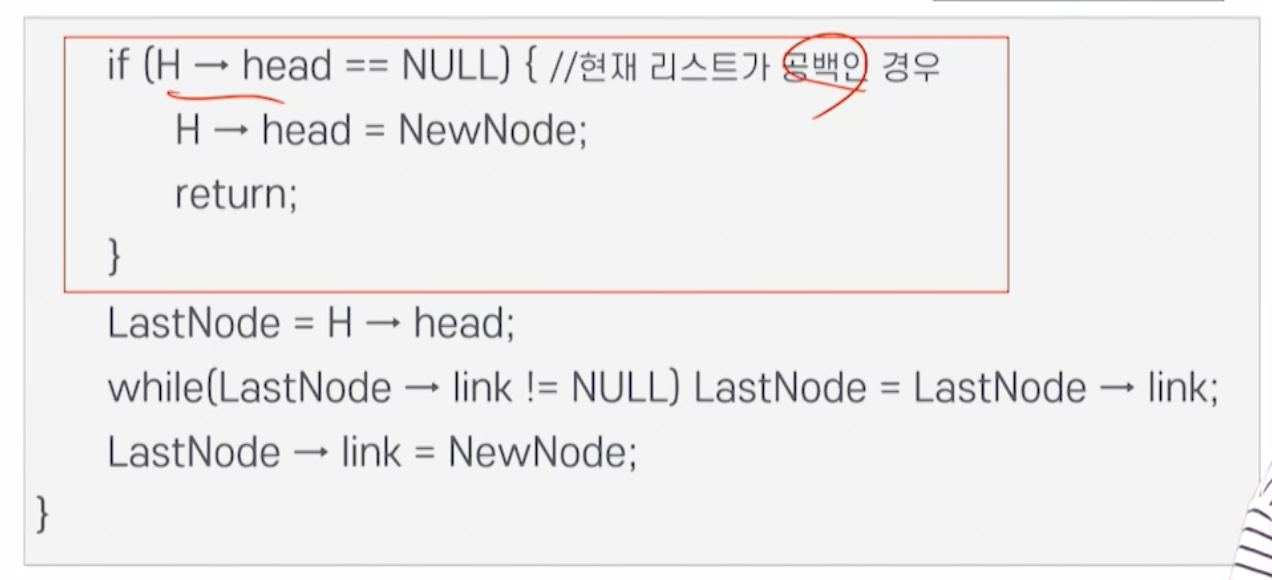 if (H → head == NULL) { //현재 리스트가 공백인 경우
H → head = NewNode;
return;
}
LastNode = H → head;
while(LastNode → link != NULL) LastNode = LastNode → link;
LastNode → link = NewNode;
}